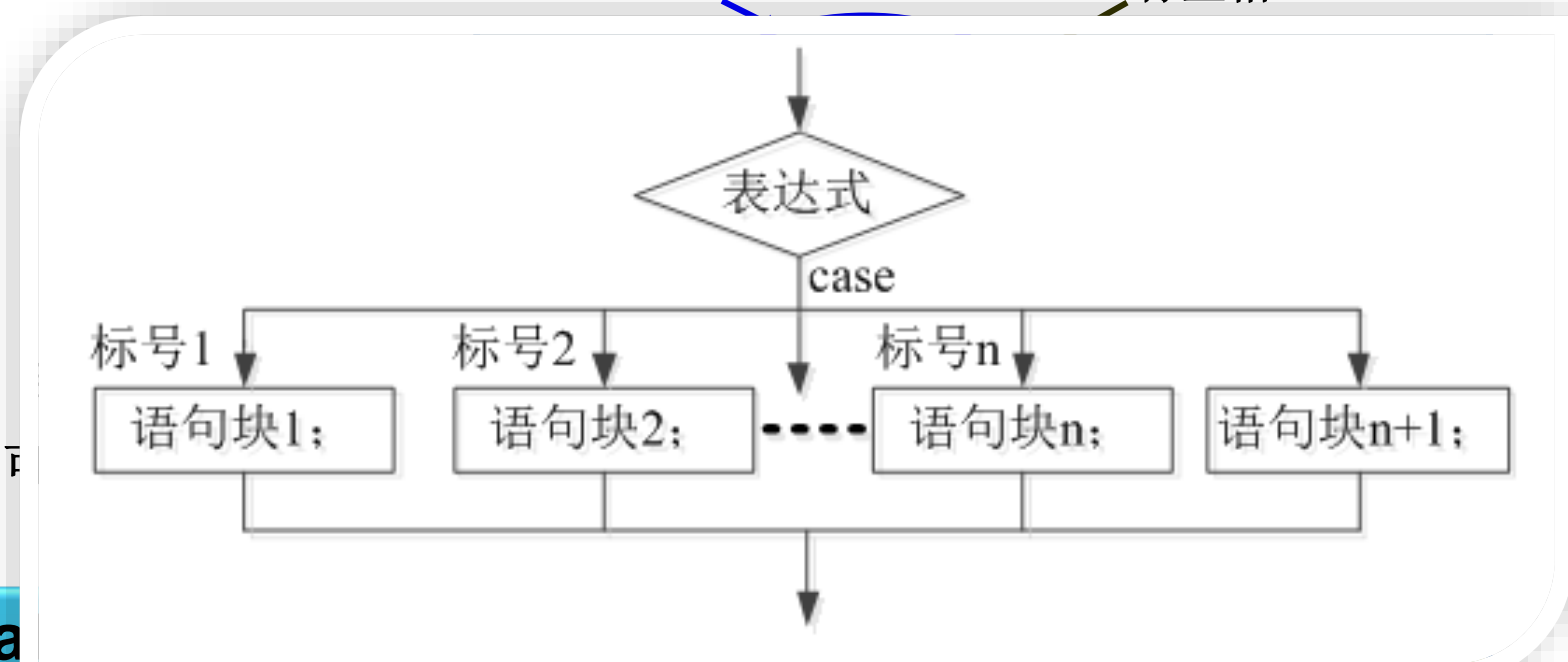 表达式
case
标号1 标号2 标号n
语句块1; 语句块2; 语句块n; 语句块n+1;
a